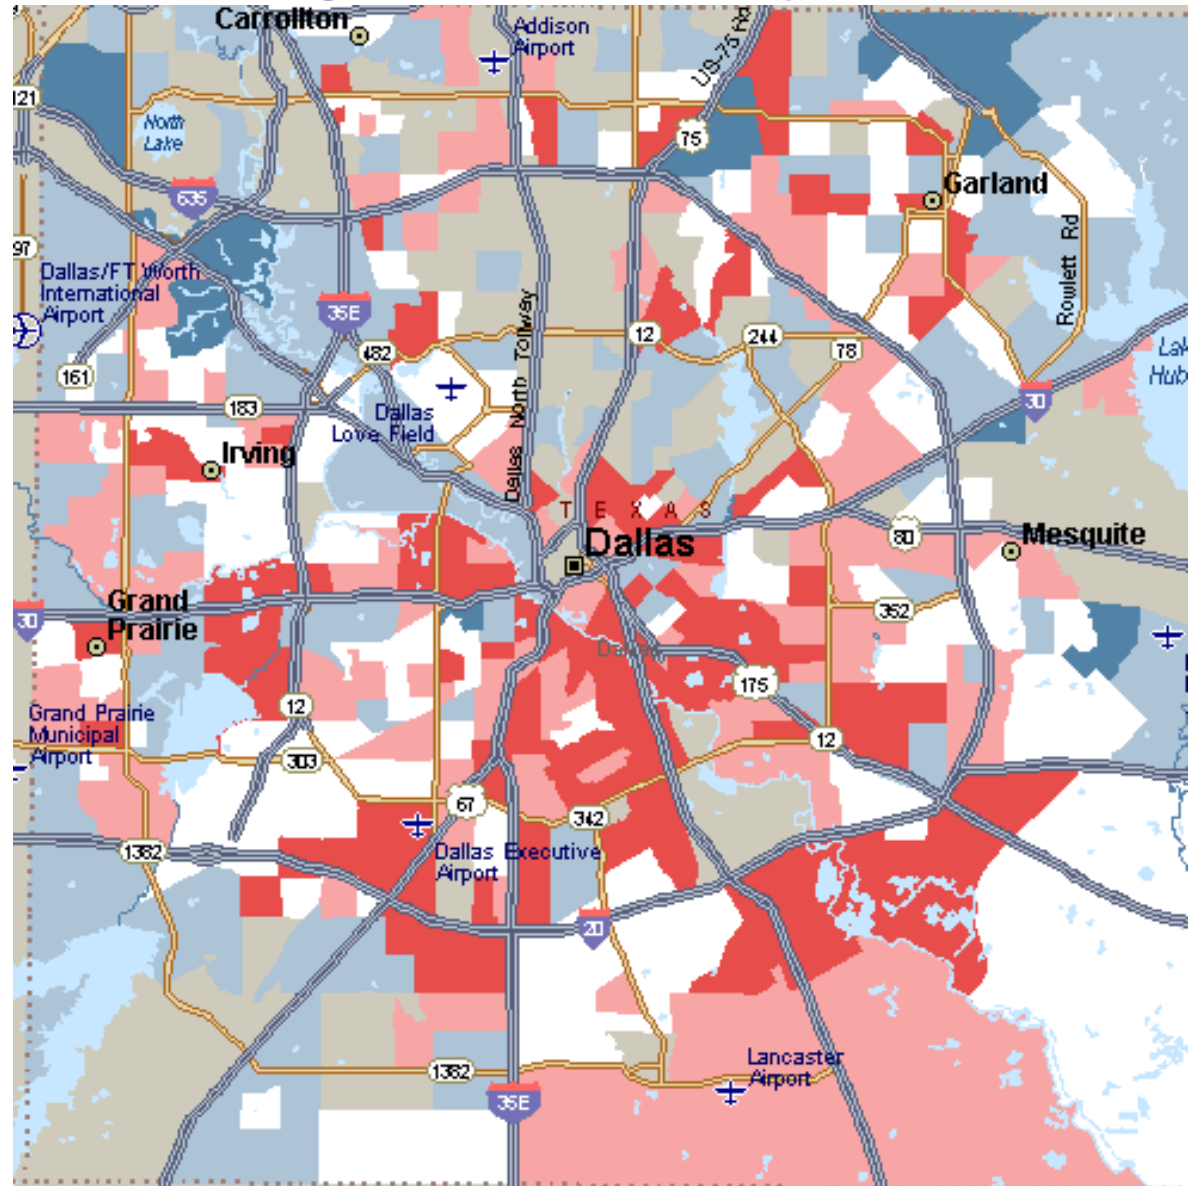 Carrollton
Addison
Airport
US-75 Rd
121
North
Lake
75
635
Garland
97
Dallas/FT Worth
International
Airport
Rowlett Rd
35E
Dallas North Tollway
12
244
482
78
161
183
30
Dallas
Love Field
Irving
TEXAS
Dallas
80
Mesquite
Grand
Prairie
30
352
Dallas
175
12
Grand Prairie
Municipal
Airport
12
303
67
342
1382
Dallas Executive
Airport
20
Lancaster
Airport
1382
35E